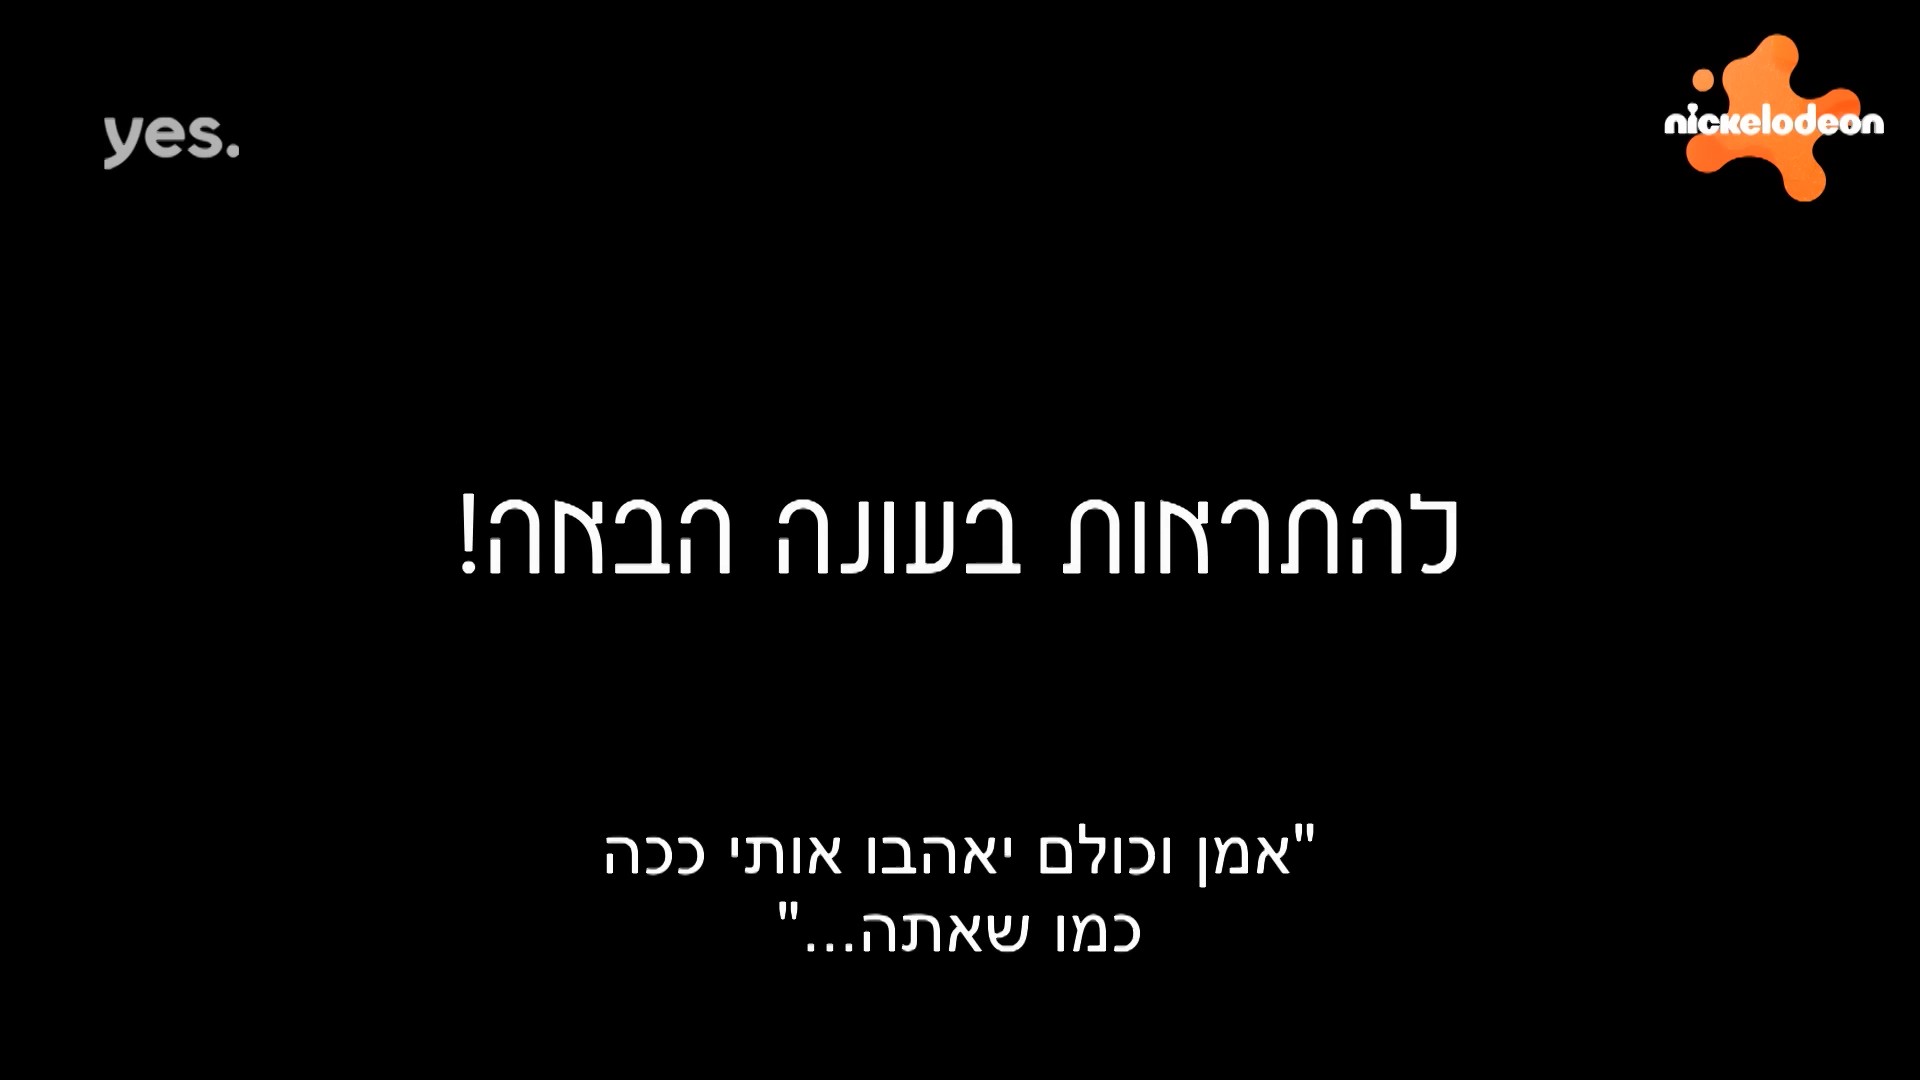 yes.
nickelodeon
להתראות בעונה הבאה!
"אמן וכולם יאהבו אותי ככה
כמו שאתה..."